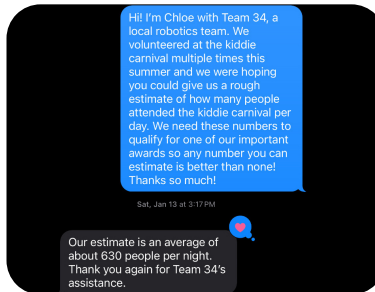 Hi! I'm Chloe with Team 34, a
local robotics team. We
volunteered at the kiddie
carnival multiple times this
summer and we were hoping
you could give us a rough
estimate of how many people
attended the kiddie carnival per
day. We need these numbers to
qualify for one of our important
awards so any number you can
estimate is better than none!
Thanks so much!
Sat, Jan 13 at 3:17 PM
Our estimate is an average of
about 630 people per night.
Thank you again for Team 34's
assistance.